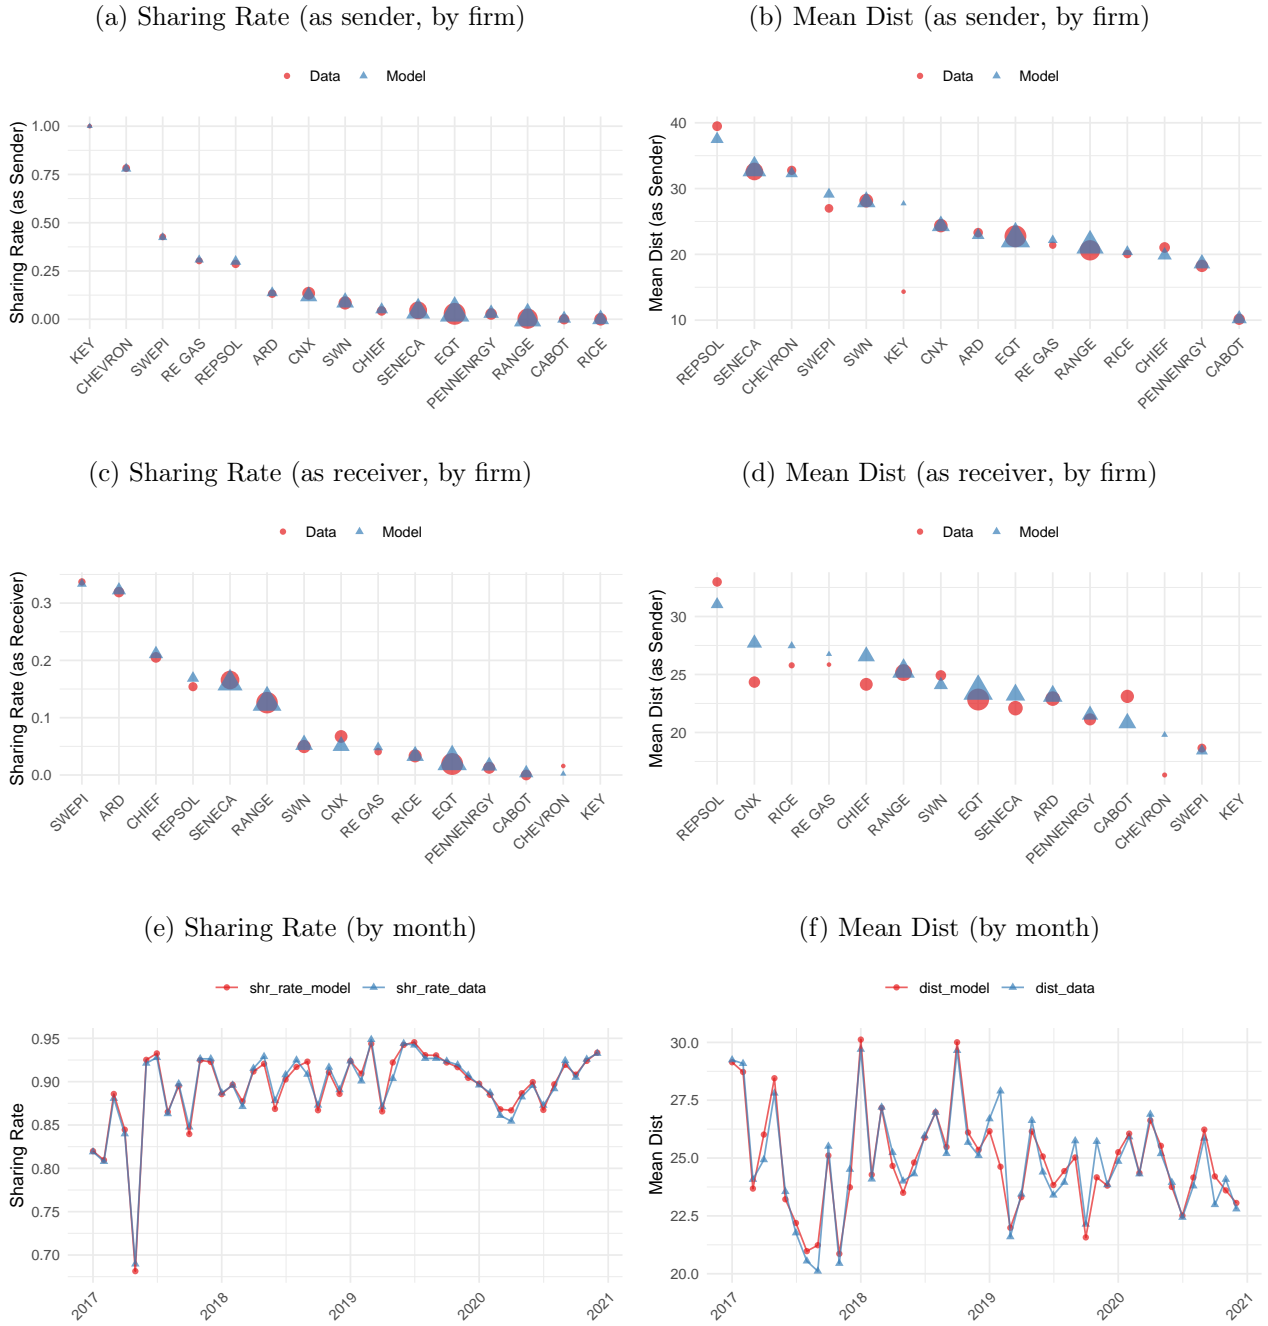 (a) Sharing Rate (as sender, by firm)
Data Model
Sharing Rate (as Sender)
1.00
0.75
0.50
0.25
0.00
KEY
CHEVRON
SWEPI
RE GAS
REPSOL
ARD
CNX
SWN
CHIEF
SENECA
EQT
PENNENRGY
RANGE
CABOT
RICE
(b) Mean Dist (as sender, by firm)
Data Model
Mean Dist (as Sender)
40
30
20
10
REPSOL
SENECA
CHEVRON
SWEPI
SWN
KEY
CNX
ARD
EQT
RE GAS
RANGE
RICE
CHIEF
PENNENRGY
CABOT
(c) Sharing Rate (as receiver, by firm)
Data Model
Sharing Rate (as Receiver)
0.3
0.2
0.1
0.0
SWEPI
ARD
CHIEF
REPSOL
SENECA
RANGE
SWN
CNX
RE GAS
RICE
EQT
PENNENRGY
CABOT
CHEVRON
KEY
(d) Mean Dist (as receiver, by firm)
Data Model
Mean Dist (as Sender)
30
25
20
REPSOL
CNX
RICE
RE GAS
CHIEF
RANGE
SWN
EQT
SENECA
ARD
PENNENRGY
CABOT
CHEVRON
SWEPI
KEY
(e) Sharing Rate (by month)
shr_rate_model shr_rate_data
Sharing Rate
0.95
0.90
0.85
0.80
0.75
0.70
2017
2018
2019
2020
2021
(f) Mean Dist (by month)
dist_model dist_data
Mean Dist
30.0
27.5
25.0
22.5
20.0
2017
2018
2019
2020
2021